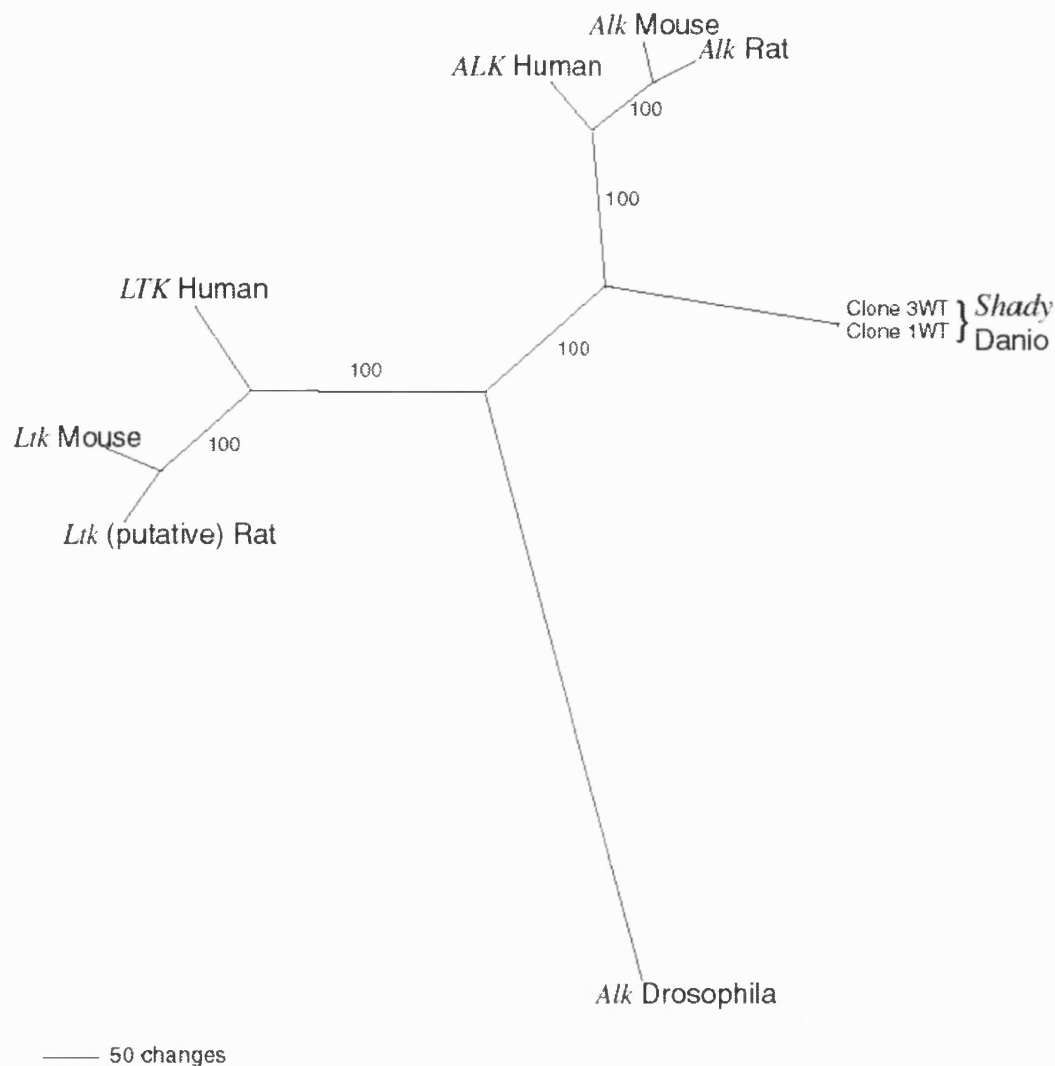 Alk Mouse
Alk Rat
ALK Human
100
100
LTK Human
Clone 3WT } Shady
Clone 1WT Danio
100
100
Ltk Mouse
100
Ltk (putative) Rat
Alk Drosophila
50 changes